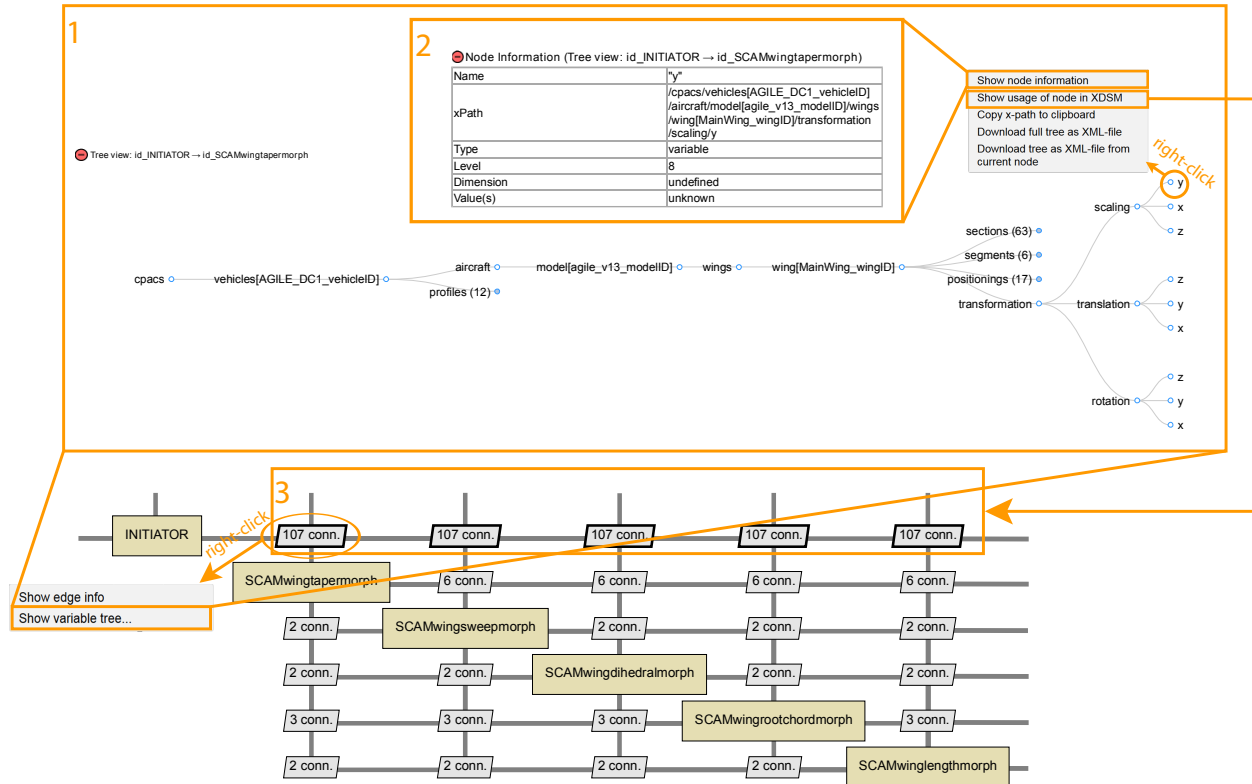 1
2
Node Information (Tree view: id_INITIATOR → id_SCAMwingtapermorph)
Name "y"
xPath /cpacs/vehicles[AGILE_DC1_vehicleID]
/aircraft/model[agile_v13_modelID]/wings
/wing[MainWing_wingID]/transformation
/scaling/y
Type variable
Level 8
Dimension undefined
Value(s) unknown
Show node information
Show usage of node in XDSM
Copy x-path to clipboard
Download full tree as XML-file
Download tree as XML-file from
current node
right-click
Tree view: id_INITIATOR → id_SCAMwingtapermorph
cpacs
vehicles[AGILE_DC1_vehicleID]
aircraft
profiles (12)
model[agile_v13_modelID]
wings
wing[MainWing_wingID]
sections (63)
segments (6)
positionings (17)
transformation
scaling
y
x
z
translation
z
y
x
rotation
z
y
x
3
INITIATOR 107 conn. 107 conn. 107 conn. 107 conn. 107 conn.
right-click
Show edge info
Show variable tree...
SCAMwingtapermorph 6 conn. 6 conn. 6 conn. 6 conn.
2 conn. SCAMwingsweepmorph 2 conn. 2 conn. 2 conn.
2 conn. 2 conn. SCAMwingdihedralmorph 2 conn. 2 conn.
3 conn. 3 conn. 3 conn. SCAMwingrootchordmorph 3 conn.
2 conn. 2 conn. 2 conn. 2 conn. SCAMwinglengthmorph